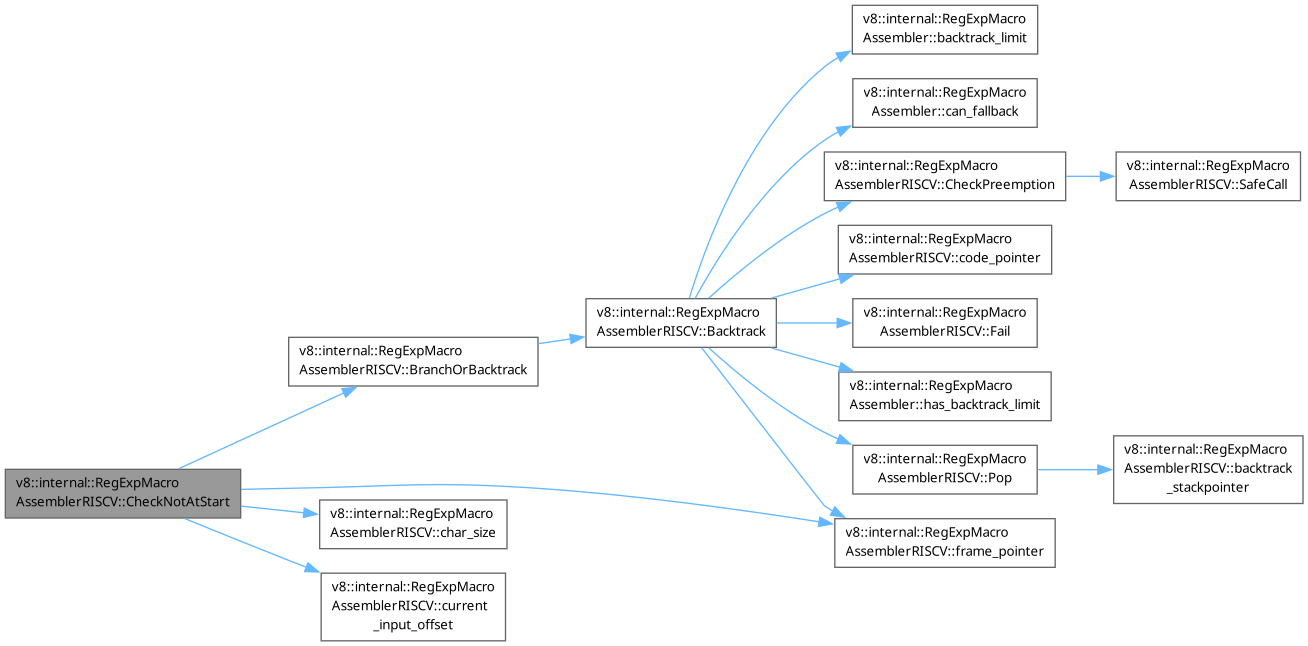 v8::internal::RegExpMacro
AssemblerRISCV::CheckNotAtStart
v8::internal::RegExpMacro
AssemblerRISCV::BranchOrBacktrack
v8::internal::RegExpMacro
AssemblerRISCV::Backtrack
v8::internal::RegExpMacro
Assembler::backtrack_limit
v8::internal::RegExpMacro
Assembler::can_fallback
v8::internal::RegExpMacro
AssemblerRISCV::CheckPreemption
v8::internal::RegExpMacro
AssemblerRISCV::SafeCall
v8::internal::RegExpMacro
AssemblerRISCV::code_pointer
v8::internal::RegExpMacro
AssemblerRISCV::Fail
v8::internal::RegExpMacro
Assembler::has_backtrack_limit
v8::internal::RegExpMacro
AssemblerRISCV::Pop
v8::internal::RegExpMacro
AssemblerRISCV::backtrack
_stackpointer
v8::internal::RegExpMacro
AssemblerRISCV::frame_pointer
v8::internal::RegExpMacro
AssemblerRISCV::char_size
v8::internal::RegExpMacro
AssemblerRISCV::current
_input_offset